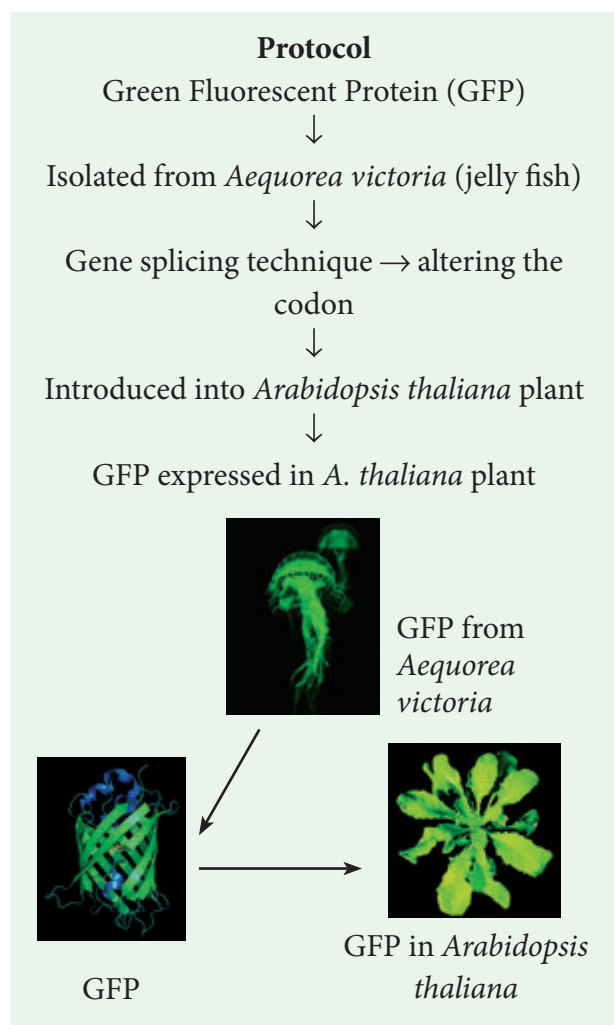 Protocol
Green Fluorescent Protein (GFP)
↓
Isolated from Aequorea victoria (jelly fish)
↓
Gene splicing technique → altering the
codon
↓
Introduced into Arabidopsis thaliana plant
↓
GFP expressed in A. thaliana plant
GFP from
Aequorea
victoria
GFP
GFP in Arabidopsis
thaliana